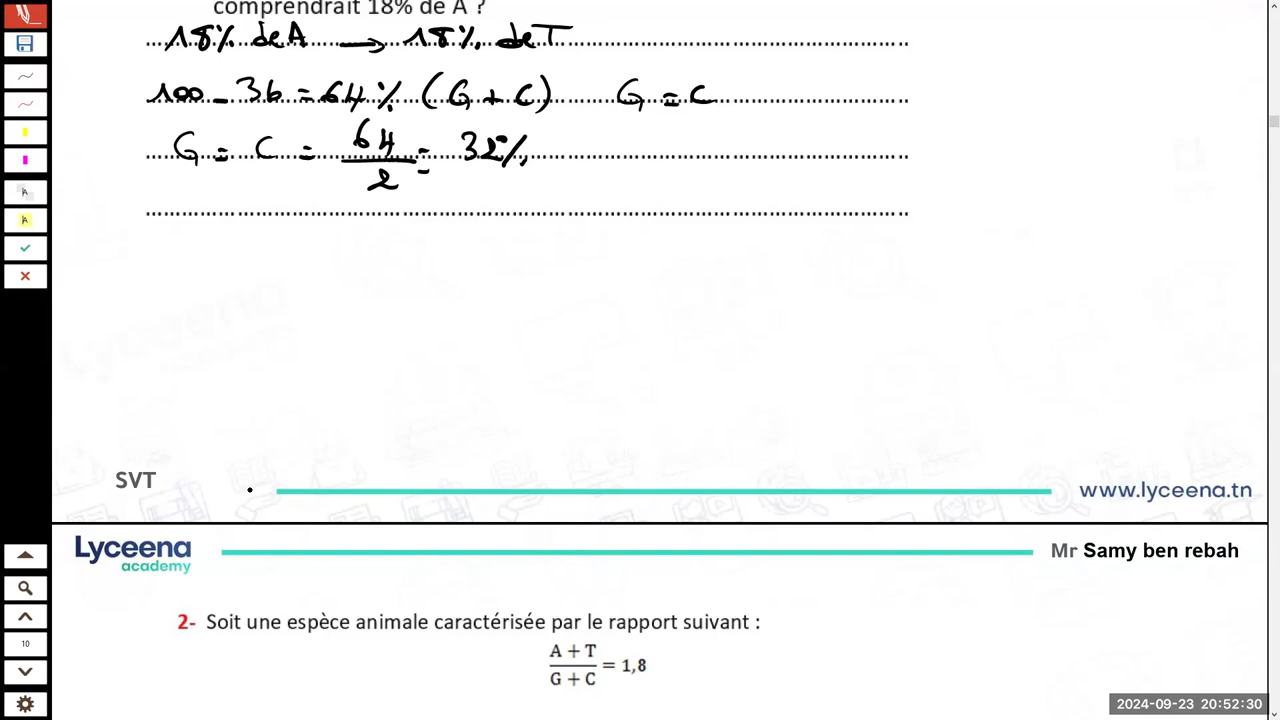 comprendrait 18% de A ?
18% de A → 18% de T
100 - 36 = 64 % (G + C) G = C
G = C = 64/2 = 32%
SVT
www.lyceena.tn
Lyceena
academy
Mr Samy ben rebah
2- Soit une espèce animale caractérisée par le rapport suivant :
A + T
G + C
= 1,8
10
2024-09-23 20:52:30